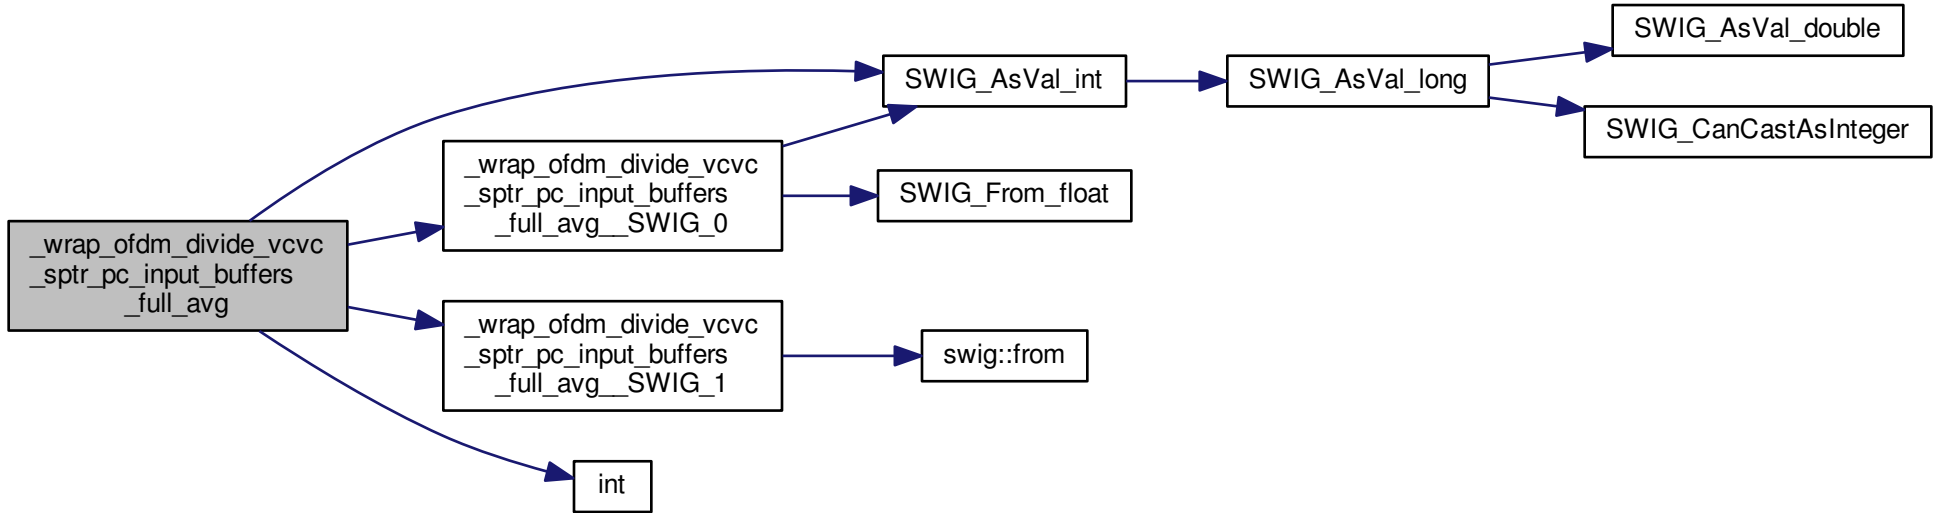 _wrap_ofdm_divide_vcvc
_sptr_pc_input_buffers
_full_avg
_wrap_ofdm_divide_vcvc
_sptr_pc_input_buffers
_full_avg__SWIG_0
_wrap_ofdm_divide_vcvc
_sptr_pc_input_buffers
_full_avg__SWIG_1
int
SWIG_AsVal_int
SWIG_From_float
swig::from
SWIG_AsVal_long
SWIG_AsVal_double
SWIG_CanCastAsInteger